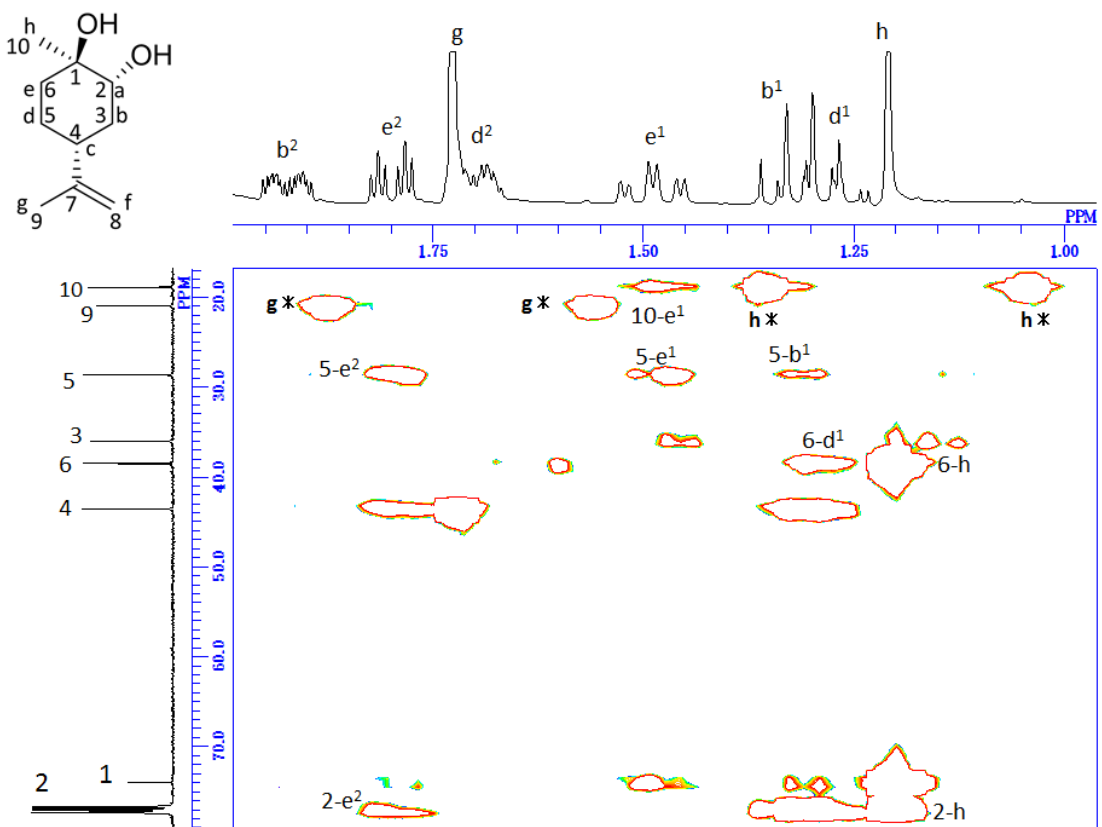 h
OH
10
OH
1
e
6
2
a
d
5
3
b
4
c
7
g
f
9
8
b²
e²
g
d²
e¹
b¹
d¹
h
PPM
1.75
1.50
1.25
1.00
10
9
5
3
6
4
2
1
PPM
20.0
30.0
40.0
50.0
60.0
70.0
g *
g *
10-e¹
h *
h *
5-e²
5-e¹
5-b¹
6-d¹
6-h
2-e²
2-h